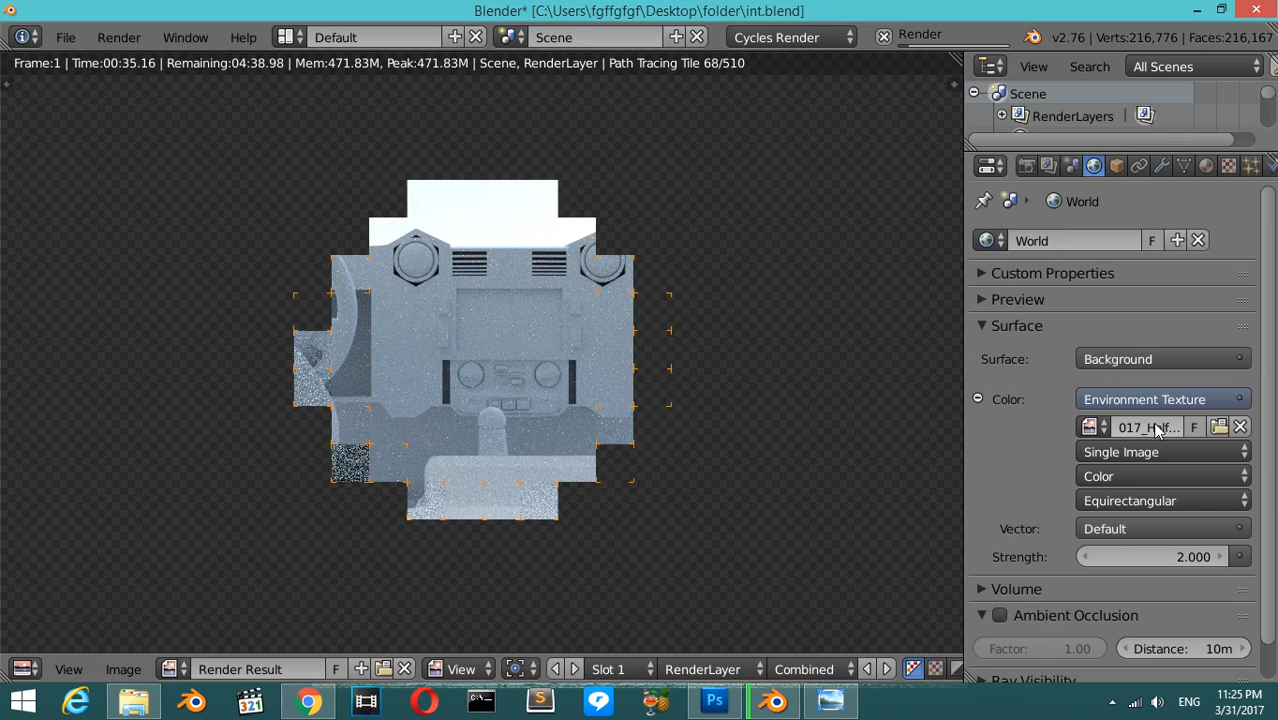 Blender* [C:\Users\fgffgfgf\Desktop\folder\int.blend]
File Render Window Help Default Scene Cycles Render Render v2.76 | Verts:216,776 | Faces:216,167
Frame:1 | Time:00:35.16 | Remaining:04:38.98 | Mem:471.83M, Peak:471.83M | Scene, RenderLayer | Path Tracing Tile 68/510
View Search All Scenes
Scene
RenderLayers
World
World F
Custom Properties
Preview
Surface
Surface: Background
Color: Environment Texture
F
Single Image
Color
Equirectangular
Vector: Default
Strength: 2.000
Volume
Ambient Occlusion
Factor: 1.00 Distance: 10m
Ray Visibility
View Image Render Result F View Slot 1 RenderLayer Combined
321
Ps
ENG
11:25 PM
3/31/2017